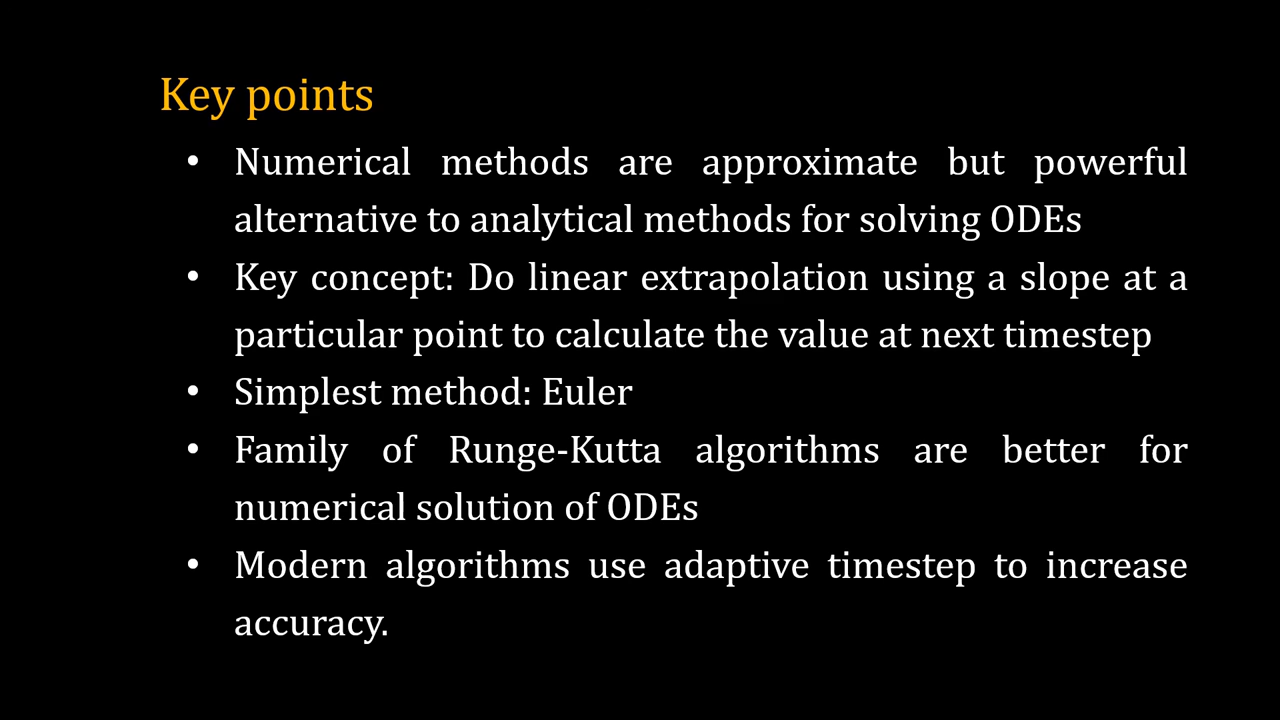 Key points
• Numerical methods are approximate but powerful
alternative to analytical methods for solving ODEs
• Key concept: Do linear extrapolation using a slope at a
particular point to calculate the value at next timestep
• Simplest method: Euler
• Family of Runge-Kutta algorithms are better for
numerical solution of ODEs
• Modern algorithms use adaptive timestep to increase
accuracy.